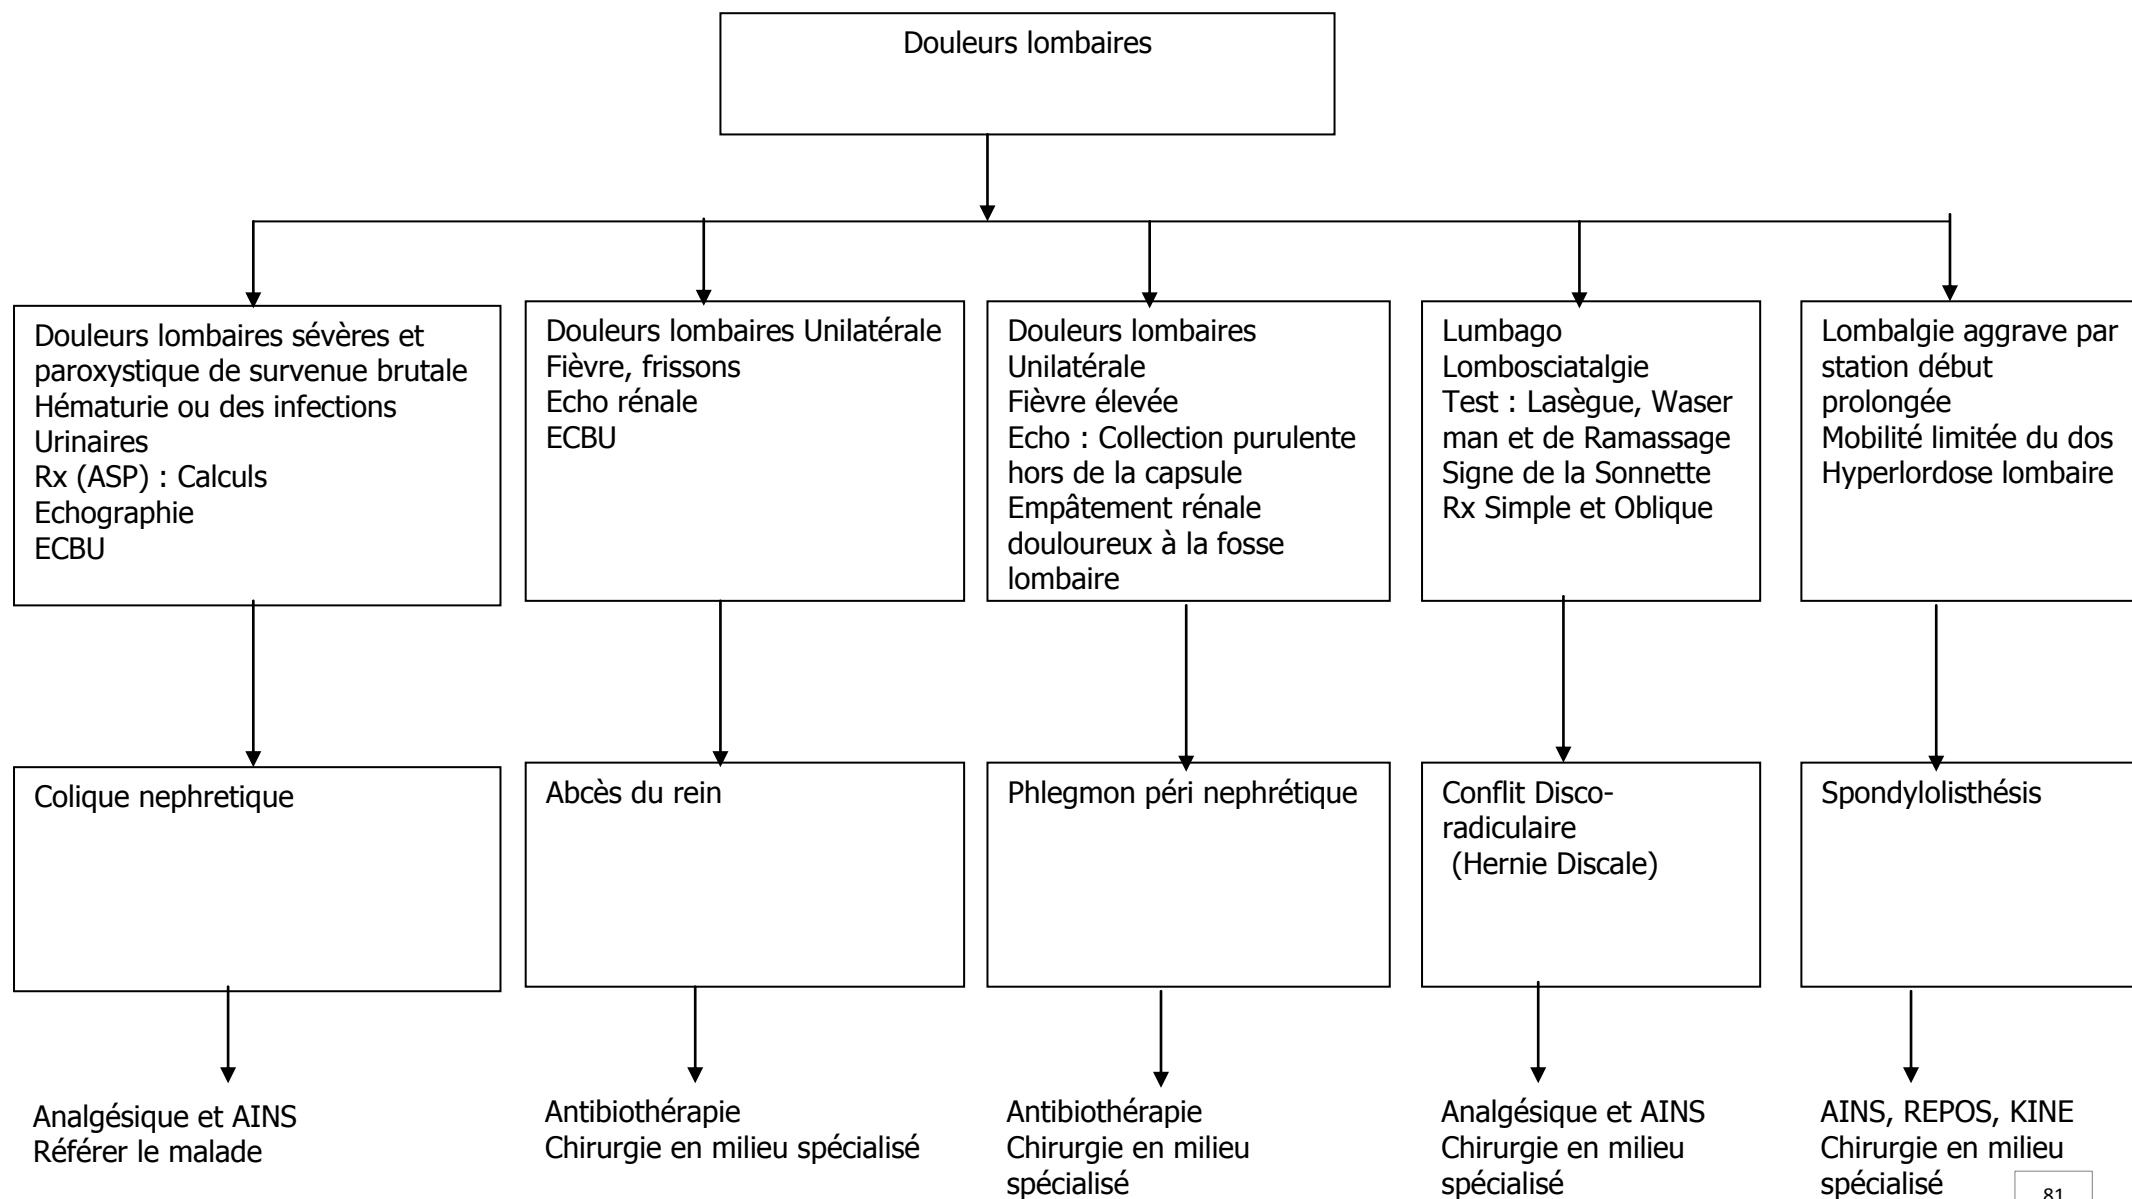 Douleurs lombaires
Douleurs lombaires sévères et
paroxystique de survenue brutale
Hématurie ou des infections
Urinaires
Rx (ASP) : Calculs
Echographie
ECBU
Douleurs lombaires Unilatérale
Fièvre, frissons
Echo rénale
ECBU
Douleurs lombaires
Unilatérale
Fièvre élevée
Echo : Collection purulente
hors de la capsule
Empâtement rénale
douloureux à la fosse
lombaire
Lumbago
Lombosciatalgie
Test : Lasègue, Waser
man et de Ramassage
Signe de la Sonnette
Rx Simple et Oblique
Lombalgie aggrave par
station début
prolongée
Mobilité limitée du dos
Hyperlordose lombaire
Colique nephretique
Abcès du rein
Phlegmon péri nephrétique
Conflit Disco-
radiculaire
(Hernie Discale)
Spondylolisthésis
Analgésique et AINS
Référer le malade
Antibiothérapie
Chirurgie en milieu spécialisé
Antibiothérapie
Chirurgie en milieu
spécialisé
Analgésique et AINS
Chirurgie en milieu
spécialisé
AINS, REPOS, KINE
Chirurgie en milieu
spécialisé
81